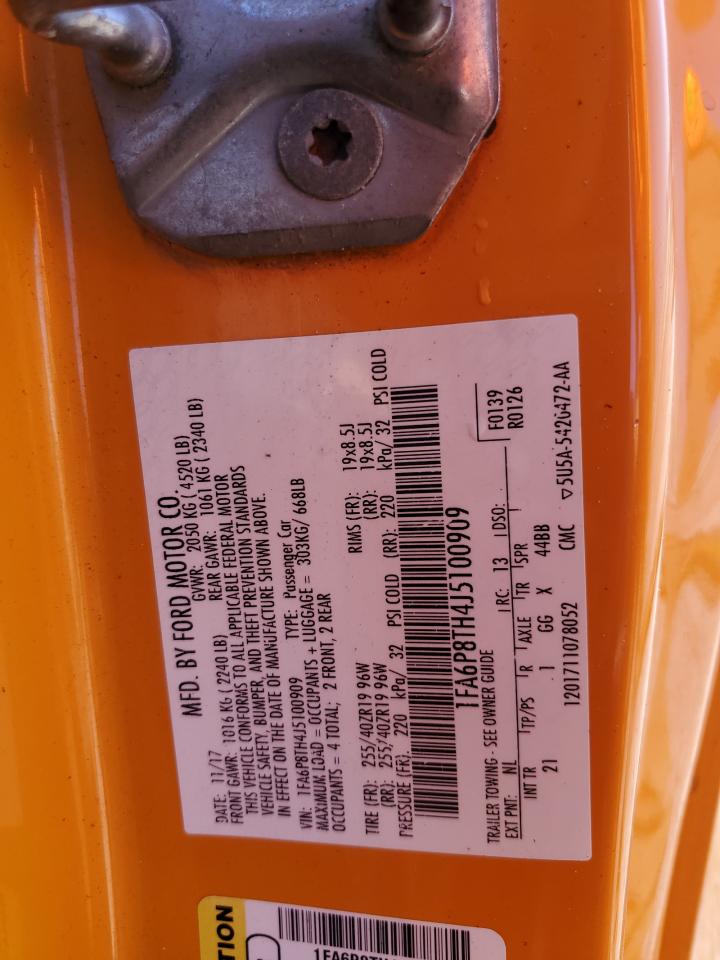 MFD. BY FORD MOTOR CO.
DATE: 11/17 GVWR: 2050 KG ( 4520 LB)
FRONT GAWR: 1016 KG ( 2240 LB) REAR GAWR: 1061 KG ( 2340 LB)
THIS VEHICLE CONFORMS TO ALL APPLICABLE FEDERAL MOTOR
VEHICLE SAFETY, BUMPER, AND THEFT PREVENTION STANDARDS
IN EFFECT ON THE DATE OF MANUFACTURE SHOWN ABOVE.
VIN: 1FA6P8TH4J5100909 TYPE: Passenger Car
MAXIMUM LOAD = OCCUPANTS + LUGGAGE = 303KG/ 668LB
OCCUPANTS = 4 TOTAL; 2 FRONT, 2 REAR
TIRE (FR): 255/40ZR19 96W RIMS (FR): 19x8.5J
(RR): 255/40ZR19 96W (RR): 19x8.5J
PRESSURE (FR): 220 kPa/ 32 PSI COLD (RR): 220 kPa/ 32 PSI COLD
1FA6P8TH4J5100909
TRAILER TOWING - SEE OWNER GUIDE F0139
EXT PNT: NL RC: 13 DSO: R0126
INT TR TP/PS R AXLE TR SPR
21 1 GG X 44BB
1201711078052 CMC ▽5U5A-5420472-AA
TION